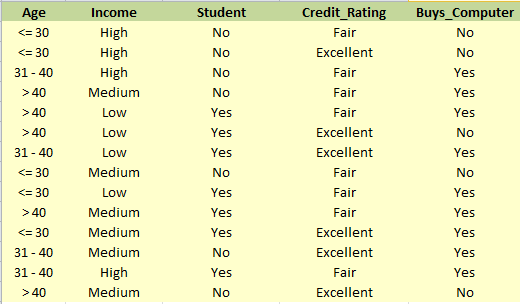 Age Income Student Credit_Rating Buys_Computer
<= 30 High No Fair No
<= 30 High No Excellent No
31 - 40 High No Fair Yes
> 40 Medium No Fair Yes
> 40 Low Yes Fair Yes
> 40 Low Yes Excellent No
31 - 40 Low Yes Excellent Yes
<= 30 Medium No Fair No
<= 30 Low Yes Fair Yes
> 40 Medium Yes Fair Yes
<= 30 Medium Yes Excellent Yes
31 - 40 Medium No Excellent Yes
31 - 40 High Yes Fair Yes
> 40 Medium No Excellent No